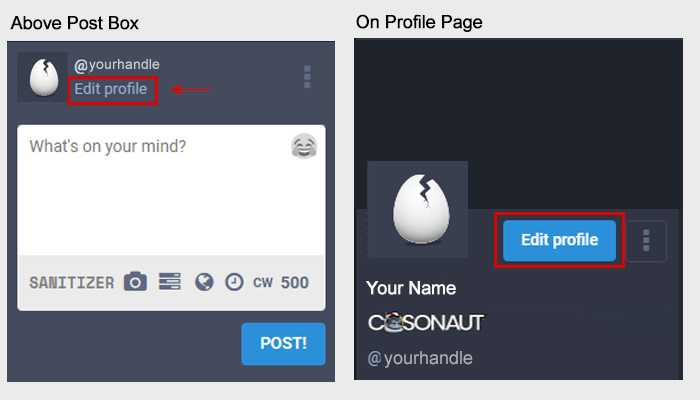 Above Post Box
@yourhandle
Edit profile
What's on your mind?
SANITIZER CW 500
POST!
On Profile Page
Edit profile
Your Name
COSONAUT
@yourhandle